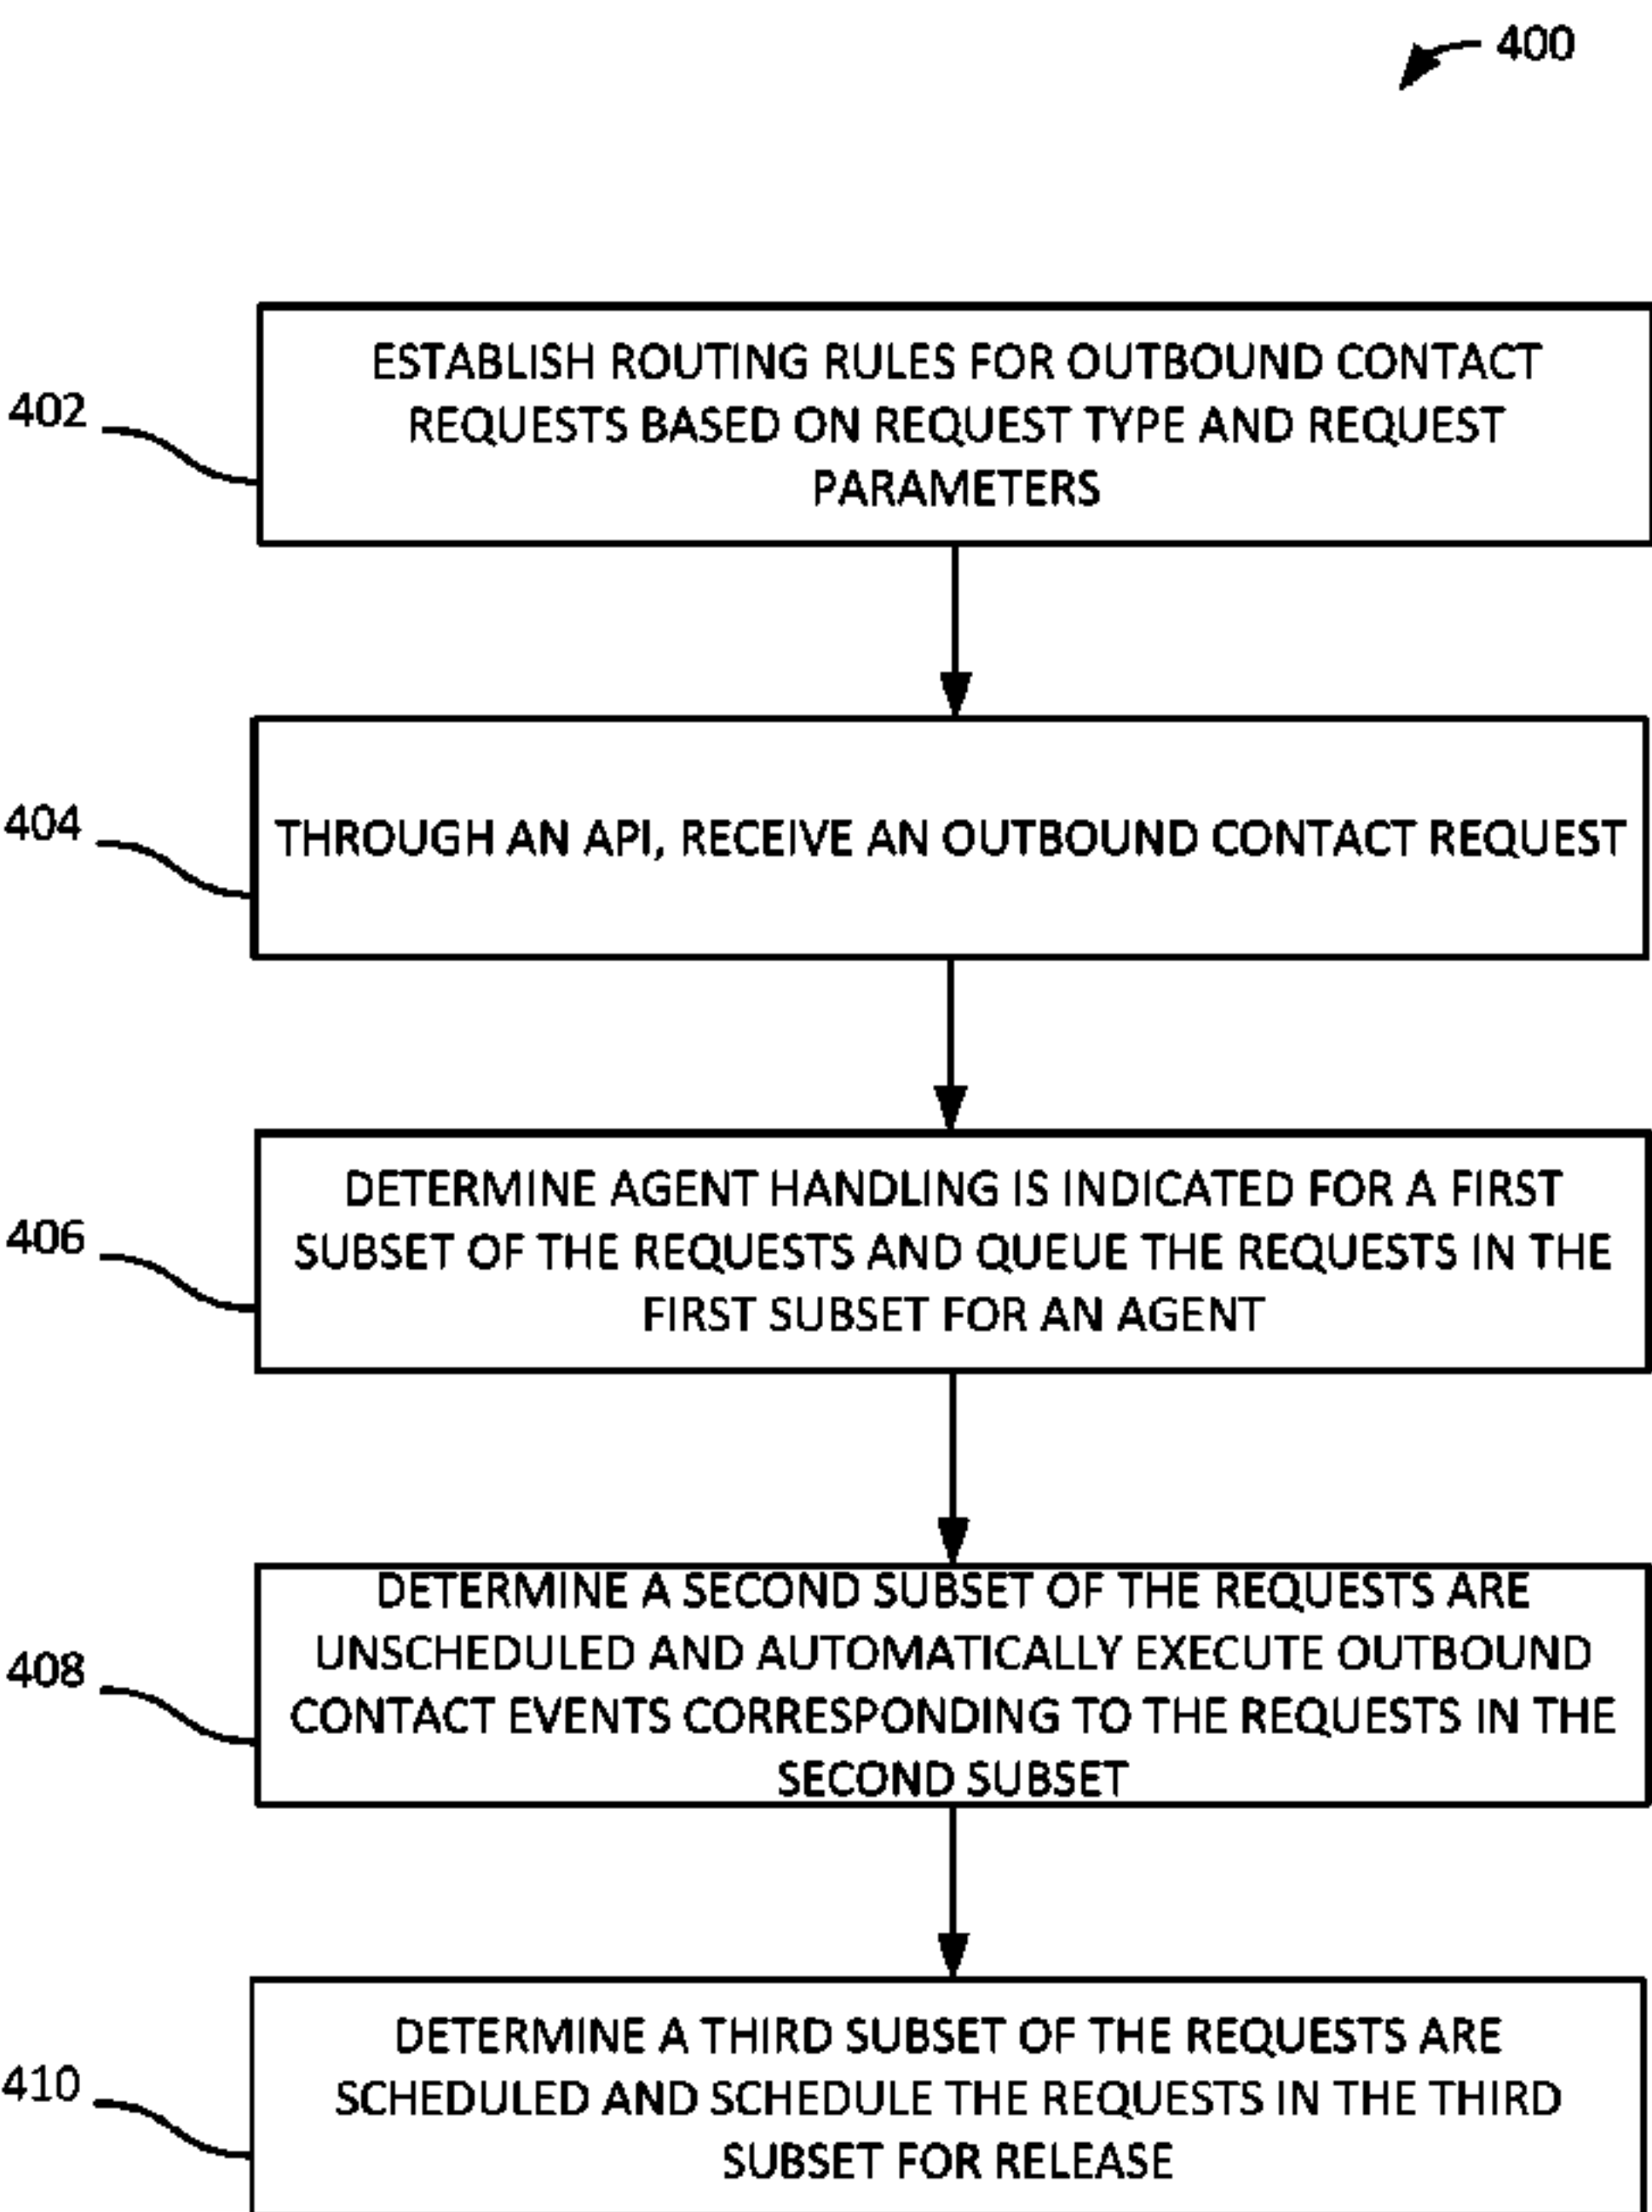 400
402
ESTABLISH ROUTING RULES FOR OUTBOUND CONTACT
REQUESTS BASED ON REQUEST TYPE AND REQUEST
PARAMETERS
404
THROUGH AN API, RECEIVE AN OUTBOUND CONTACT REQUEST
406
DETERMINE AGENT HANDLING IS INDICATED FOR A FIRST
SUBSET OF THE REQUESTS AND QUEUE THE REQUESTS IN THE
FIRST SUBSET FOR AN AGENT
408
DETERMINE A SECOND SUBSET OF THE REQUESTS ARE
UNSCHEDULED AND AUTOMATICALLY EXECUTE OUTBOUND
CONTACT EVENTS CORRESPONDING TO THE REQUESTS IN THE
SECOND SUBSET
410
DETERMINE A THIRD SUBSET OF THE REQUESTS ARE
SCHEDULED AND SCHEDULE THE REQUESTS IN THE THIRD
SUBSET FOR RELEASE